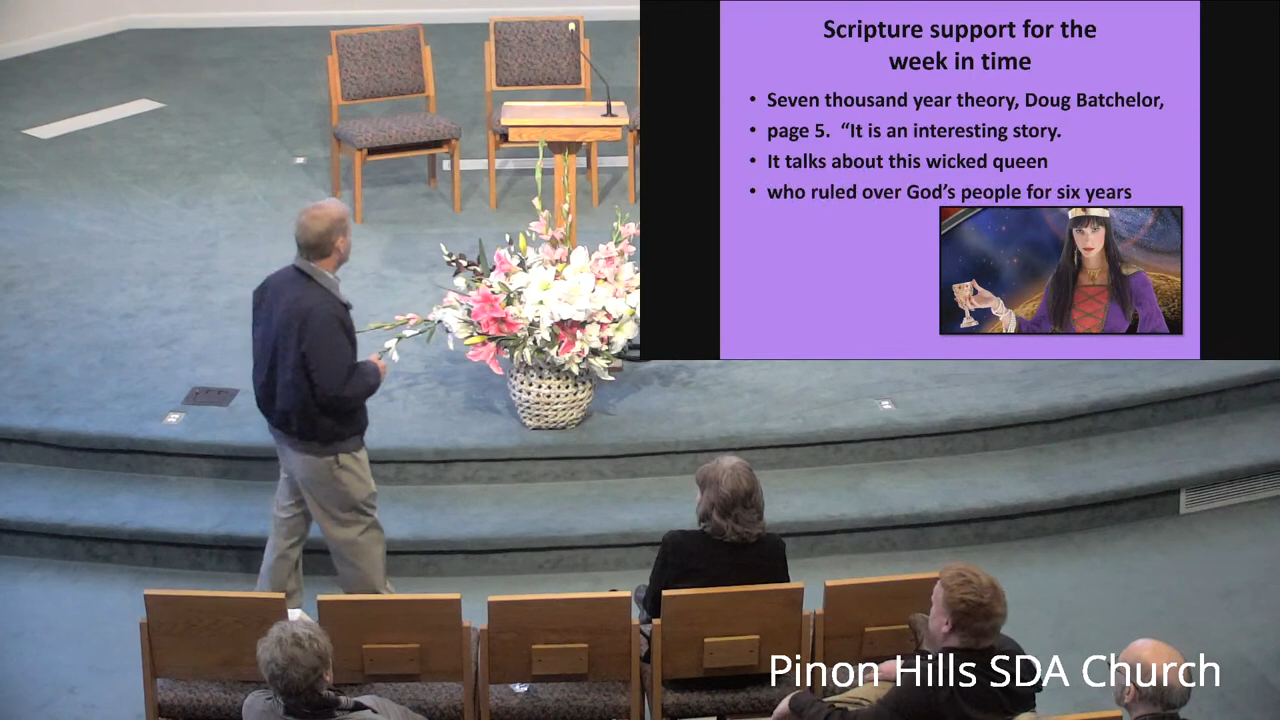 Scripture support for the
week in time
• Seven thousand year theory, Doug Batchelor,
• page 5.  “It is an interesting story.
• It talks about this wicked queen
• who ruled over God’s people for six years
Pinon Hills SDA Church